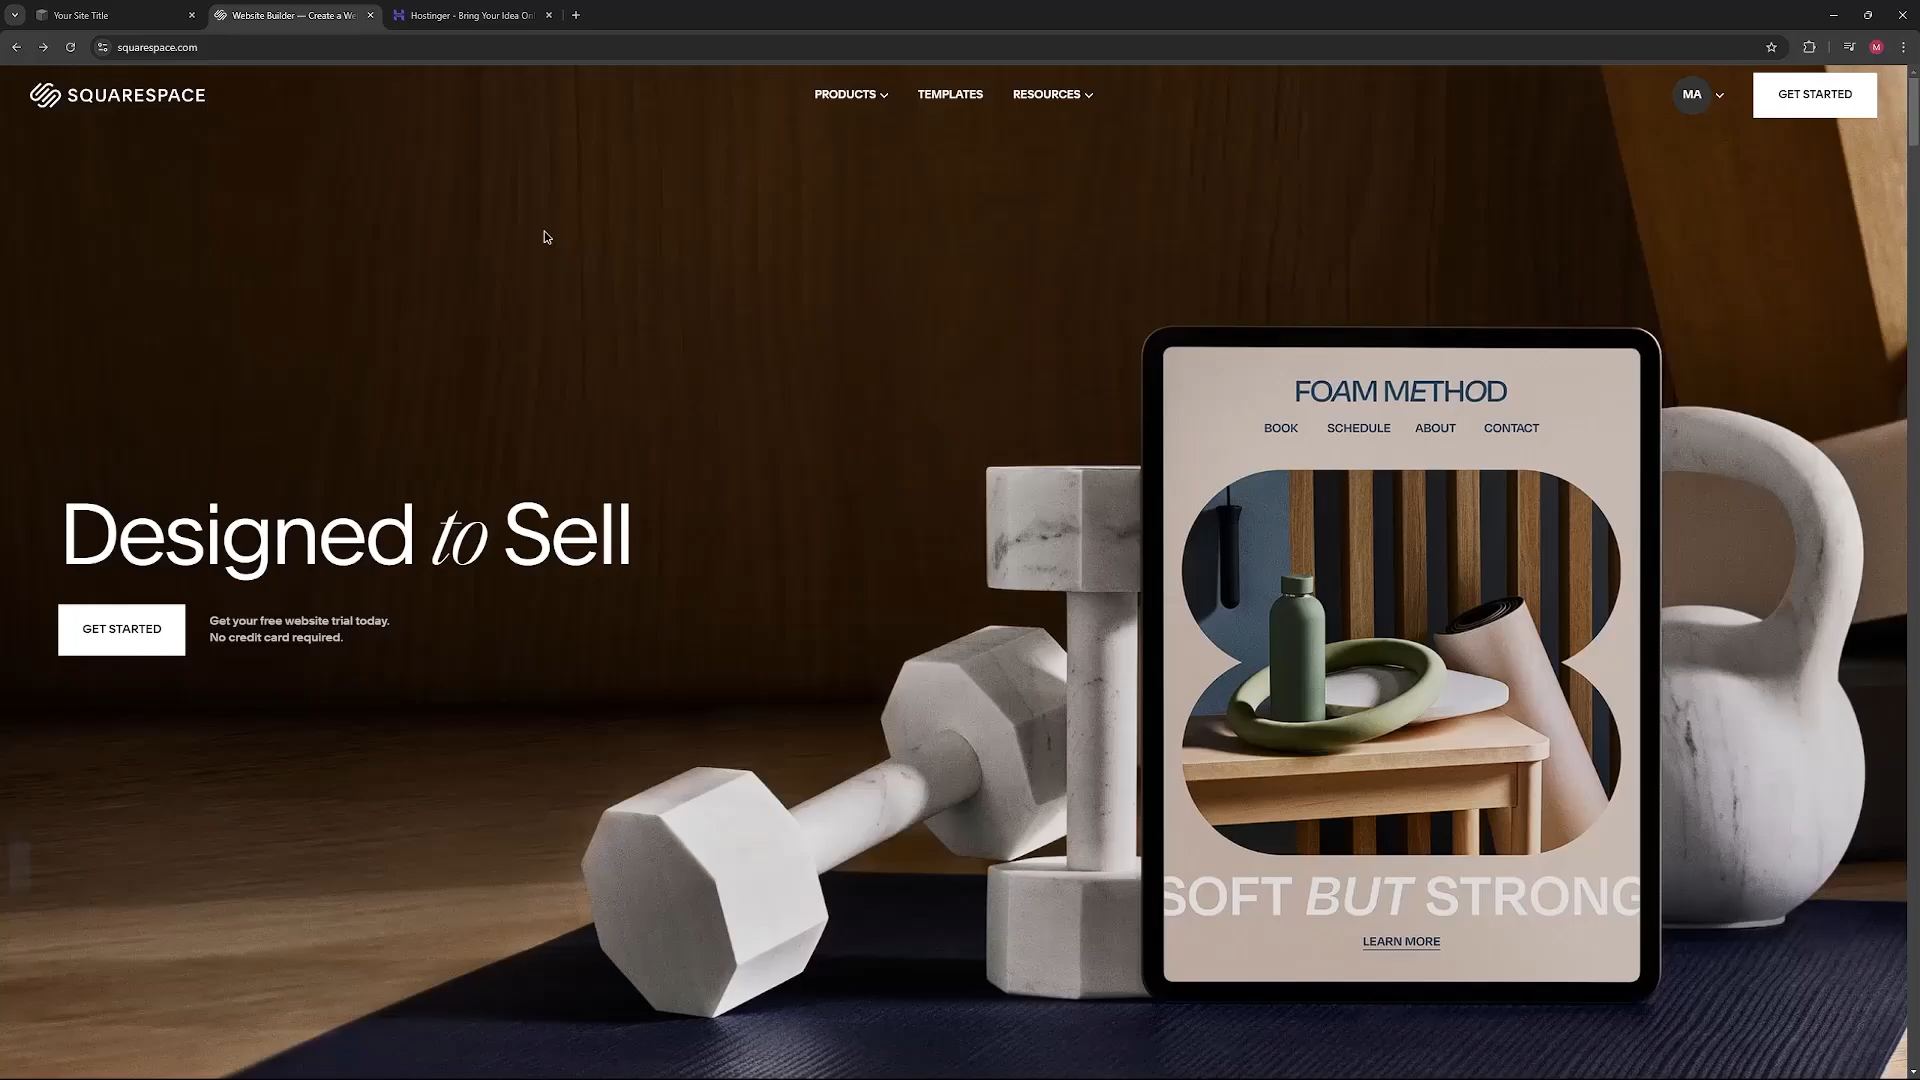 Your Site Title
Website Builder — Create a We
Hostinger - Bring Your Idea Onl
squarespace.com
M
SQUARESPACE
PRODUCTS
TEMPLATES
RESOURCES
MA
GET STARTED
FOAM METHOD
BOOK
SCHEDULE
ABOUT
CONTACT
Designed to Sell
GET STARTED
Get your free website trial today.
No credit card required.
SOFT BUT STRONG
LEARN MORE